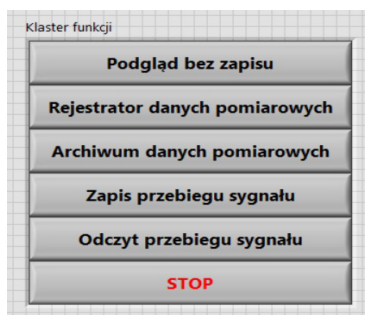 Klaster funkcji
Podgląd bez zapisu
Rejestrator danych pomiarowych
Archiwum danych pomiarowych
Zapis przebiegu sygnału
Odczyt przebiegu sygnału
STOP